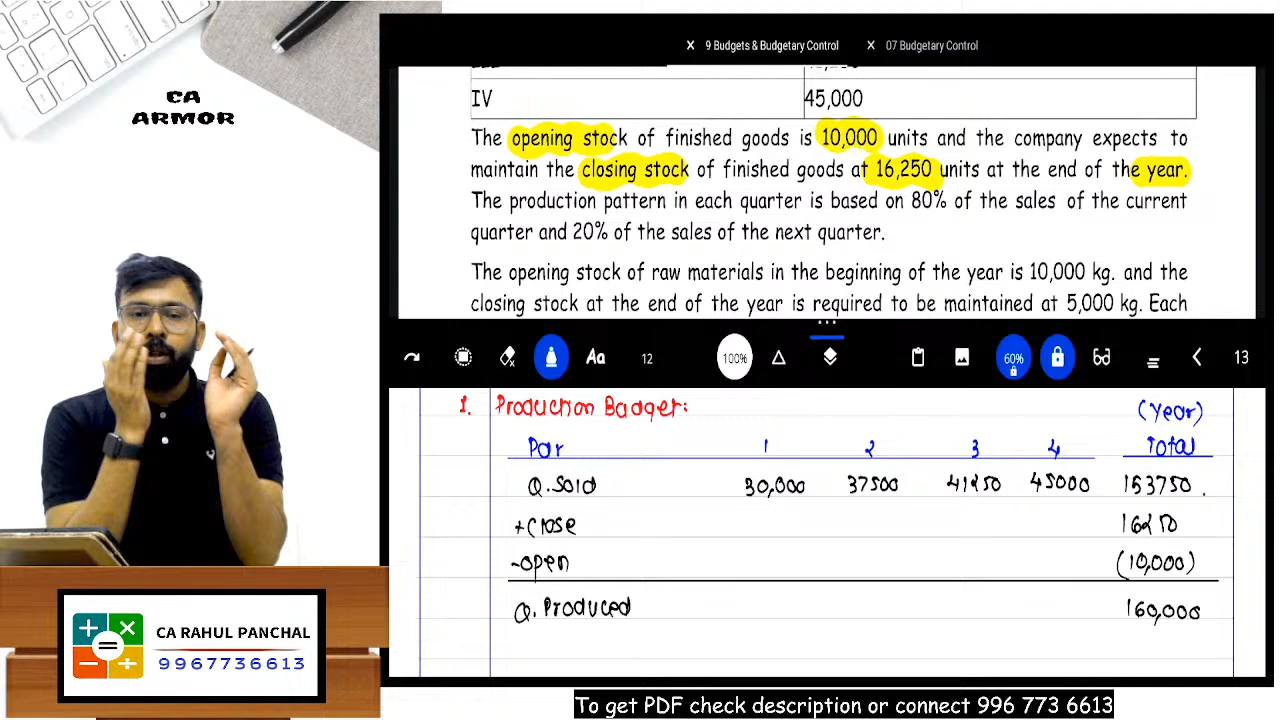 CA
ARMOR
9 Budgets & Budgetary Control
07 Budgetary Control
IV 45,000
The opening stock of finished goods is 10,000 units and the company expects to
maintain the closing stock of finished goods at 16,250 units at the end of the year.
The production pattern in each quarter is based on 80% of the sales of the current
quarter and 20% of the sales of the next quarter.
The opening stock of raw materials in the beginning of the year is 10,000 kg. and the
closing stock at the end of the year is required to be maintained at 5,000 kg. Each
Aa 12 100% 60% 13
1. Production Budget: (Year)
Par 1 2 3 4 Total
Q. Sold 30,000 37500 41250 45000 153750
+Close 16250
-open (10,000)
Q. Produced 160,000
CA RAHUL PANCHAL
9967736613
To get PDF check description or connect 996 773 6613